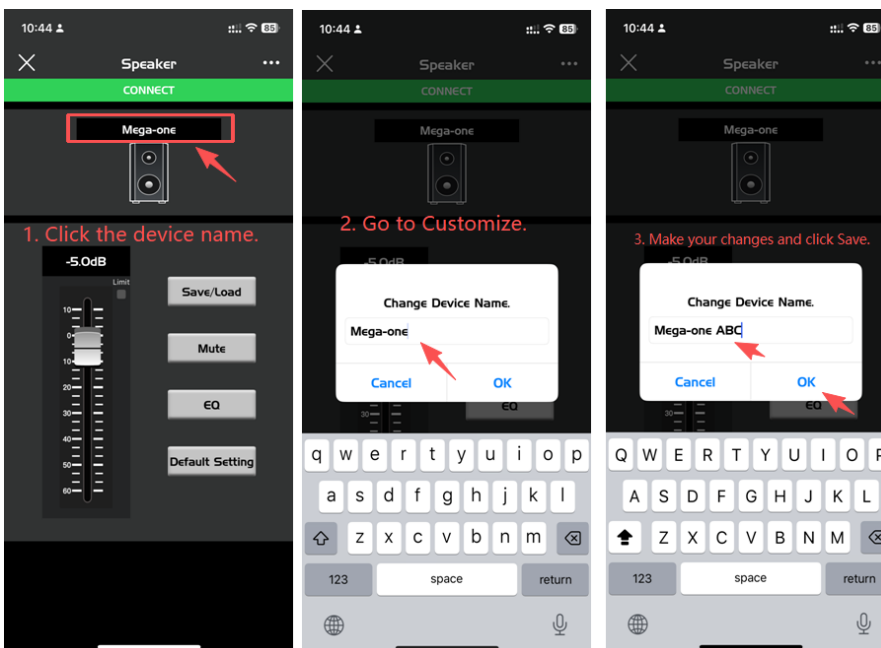 10:44
85
Speaker
CONNECT
Mega-one
1. Click the device name.
-5.0dB
Limit
10
0
10
20
30
40
50
60
Save/Load
Mute
EQ
Default Setting
10:44
85
Speaker
CONNECT
Mega-one
2. Go to Customize.
-5.0dB
Change Device Name.
Mega-one
Cancel
OK
30
EQ
q w e r t y u i o p
a s d f g h j k l
z x c v b n m
123
space
return
10:44
85
Speaker
CONNECT
Mega-one
3. Make your changes and click Save.
-5.0dB
Change Device Name.
Mega-one ABC
Cancel
OK
30
EQ
Q W E R T Y U I O P
A S D F G H J K L
Z X C V B N M
123
space
return